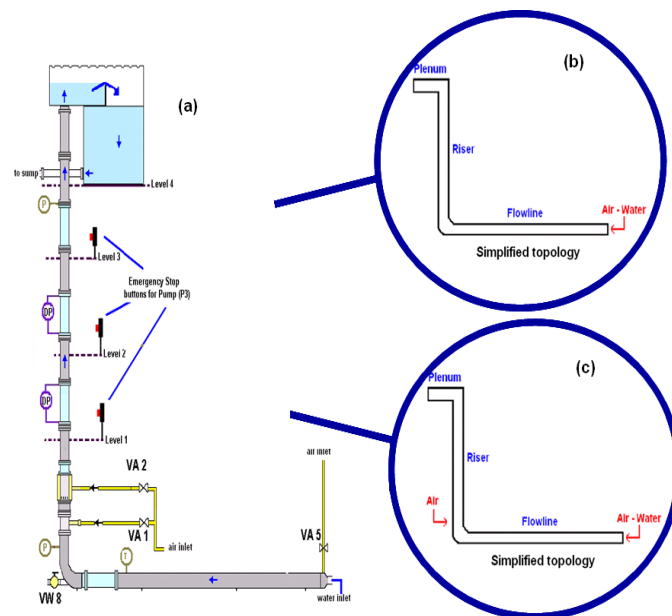 (a)
to sump
Level 4
P
Level 3
Emergency Stop
buttons for Pump (P3)
DP
Level 2
DP
Level 1
VA 2
air inlet
VA 5
VA 1
air inlet
P
T
VW 8
water inlet
(b)
Plenum
Riser
Flowline
Air - Water
Simplified topology
(c)
Plenum
Riser
Air
Flowline
Air - Water
Simplified topology